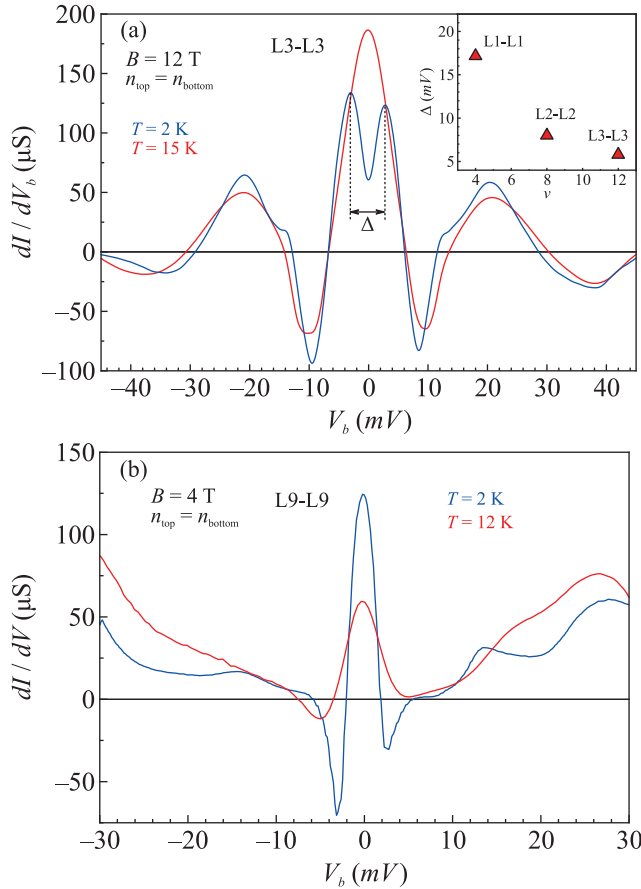 (a)
B = 12 T
n_top = n_bottom
T = 2 K
T = 15 K
L3-L3
Δ
200
150
100
50
0
−50
−100
dI / dV_b (µS)
−40 −30 −20 −10 0 10 20 30 40
V_b (mV)
L1-L1
L2-L2
L3-L3
20
15
10
5
Δ (mV)
4 6 8 10 12
ν
(b)
B = 4 T
n_top = n_bottom
L9-L9
T = 2 K
T = 12 K
150
100
50
0
−50
dI / dV (µS)
−30 −20 −10 0 10 20 30
V_b (mV)